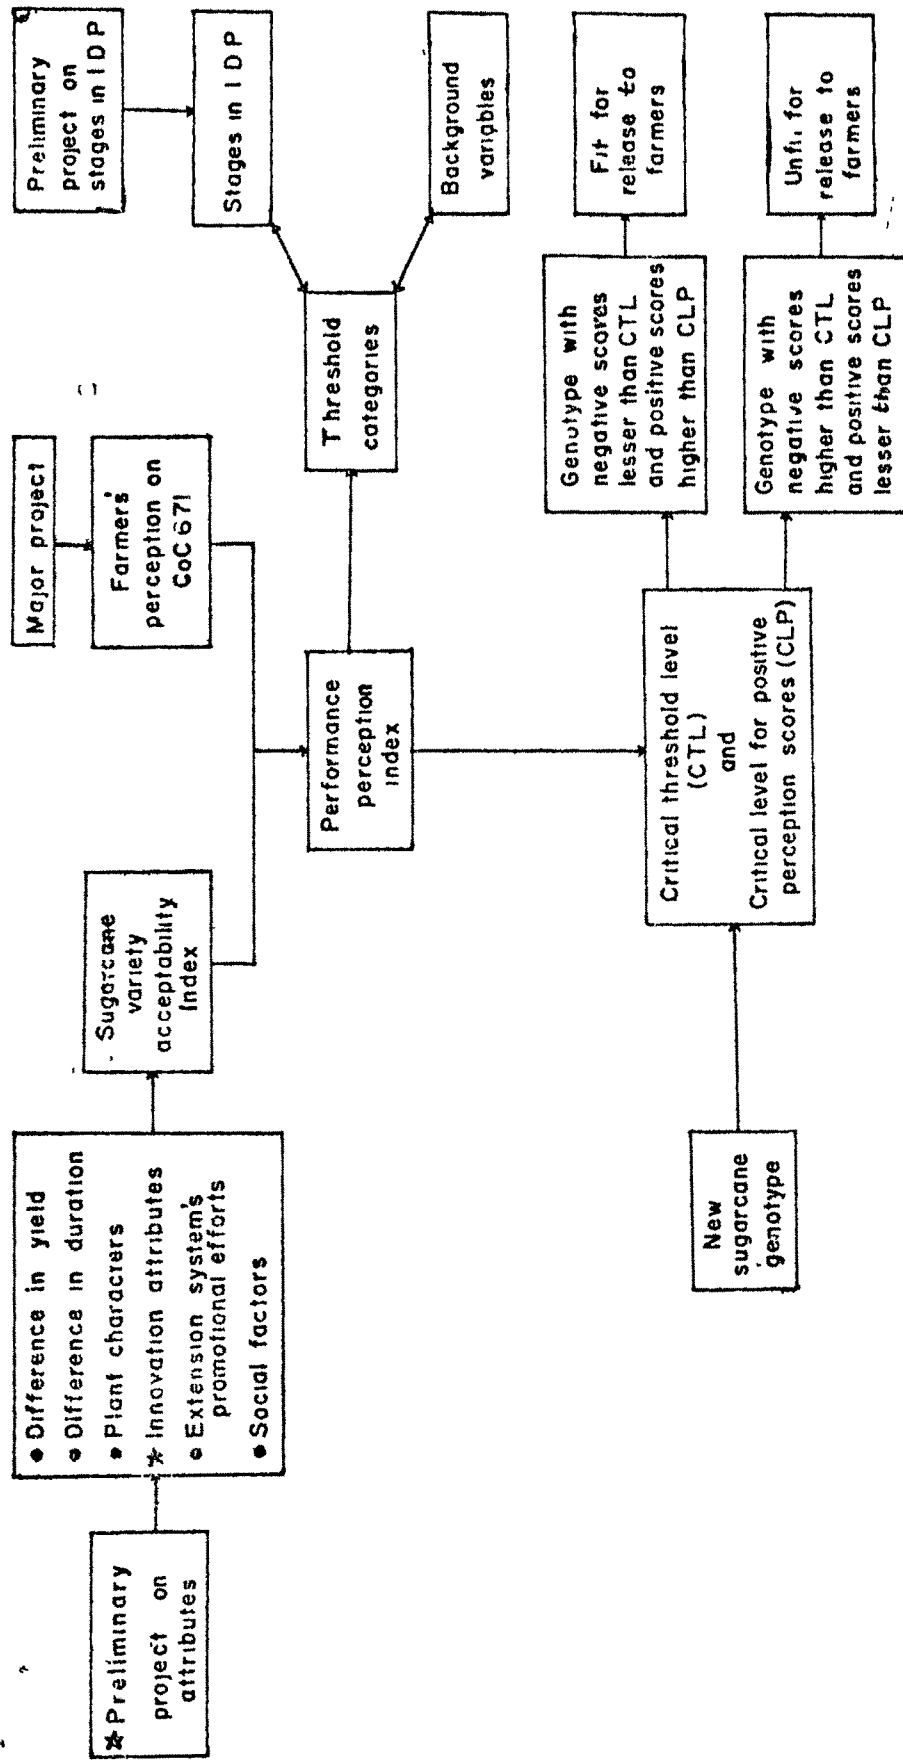 ★Preliminary
project on
attributes
● Difference in yield
● Difference in duration
● Plant characrers
★ Innovation attributes
● Extension system's
promotional efforts
● Social factors
Sugarcane
variety
acceptability
Index
Major project
Farmer's
perception on
CoC 671
Preliminary
project on
stages in IDP
Stages in IDP
Performance
perception
index
Threshold
categories
Background
variables
New
sugarcane
genotype
Critical threshold level
(CTL)
and
Critical level for positive
perception scores (CLP)
Genotype with
negative scores
lesser than CTL
and positive scores
higher than CLP
Fit for
release to
farmers
Genotype with
negative scores
higher than CTL
and positive scores
lesser than CLP
Unfit for
release to
farmers